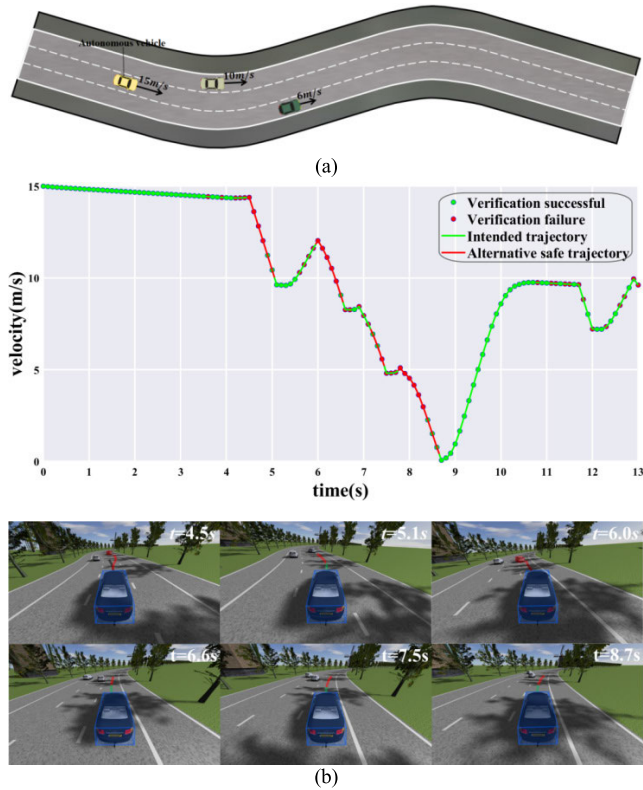 Autonomous vehicle
15m/s
10m/s
6m/s
(a)
15
10
5
0
velocity(m/s)
Verification successful
Verification failure
Intended trajectory
Alternative safe trajectory
0 1 2 3 4 5 6 7 8 9 10 11 12 13
time(s)
t=4.5s t=5.1s t=6.0s
t=6.6s t=7.5s t=8.7s
(b)